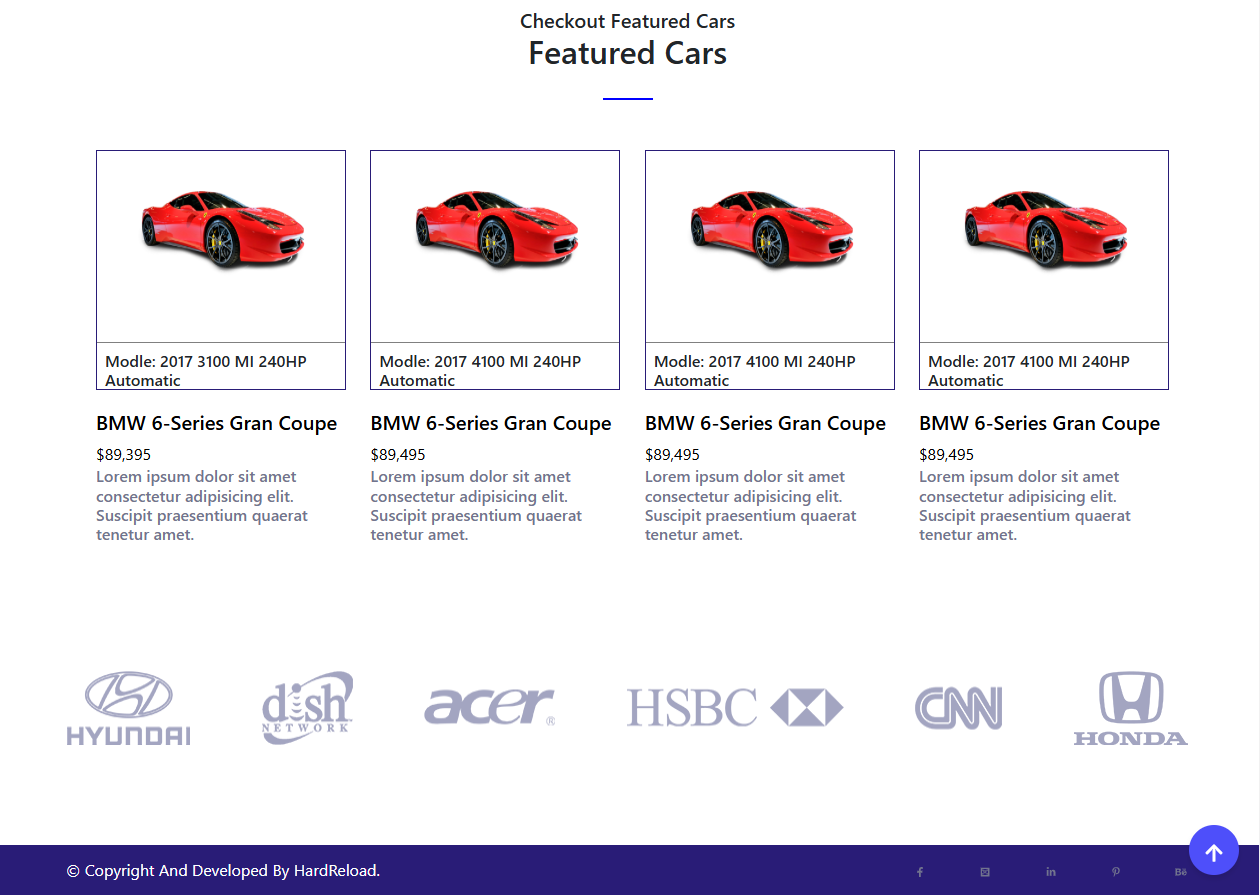 Checkout Featured Cars
Featured Cars
Modle: 2017 3100 MI 240HP
Automatic
BMW 6-Series Gran Coupe
$89,395
Lorem ipsum dolor sit amet
consectetur adipisicing elit.
Suscipit praesentium quaerat
tenetur amet.
Modle: 2017 4100 MI 240HP
Automatic
BMW 6-Series Gran Coupe
$89,495
Lorem ipsum dolor sit amet
consectetur adipisicing elit.
Suscipit praesentium quaerat
tenetur amet.
Modle: 2017 4100 MI 240HP
Automatic
BMW 6-Series Gran Coupe
$89,495
Lorem ipsum dolor sit amet
consectetur adipisicing elit.
Suscipit praesentium quaerat
tenetur amet.
Modle: 2017 4100 MI 240HP
Automatic
BMW 6-Series Gran Coupe
$89,495
Lorem ipsum dolor sit amet
consectetur adipisicing elit.
Suscipit praesentium quaerat
tenetur amet.
HYUNDAI
dish
NETWORK
acer®
HSBC
CNN
HONDA
© Copyright And Developed By HardReload.
f
in
Bē